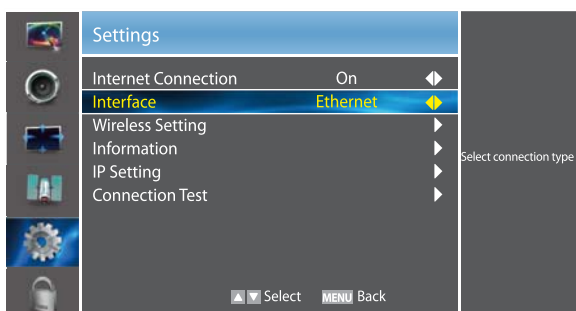 Settings
Internet Connection On
Interface Ethernet
Wireless Setting
Information
IP Setting
Connection Test
Select connection type
Select MENU Back